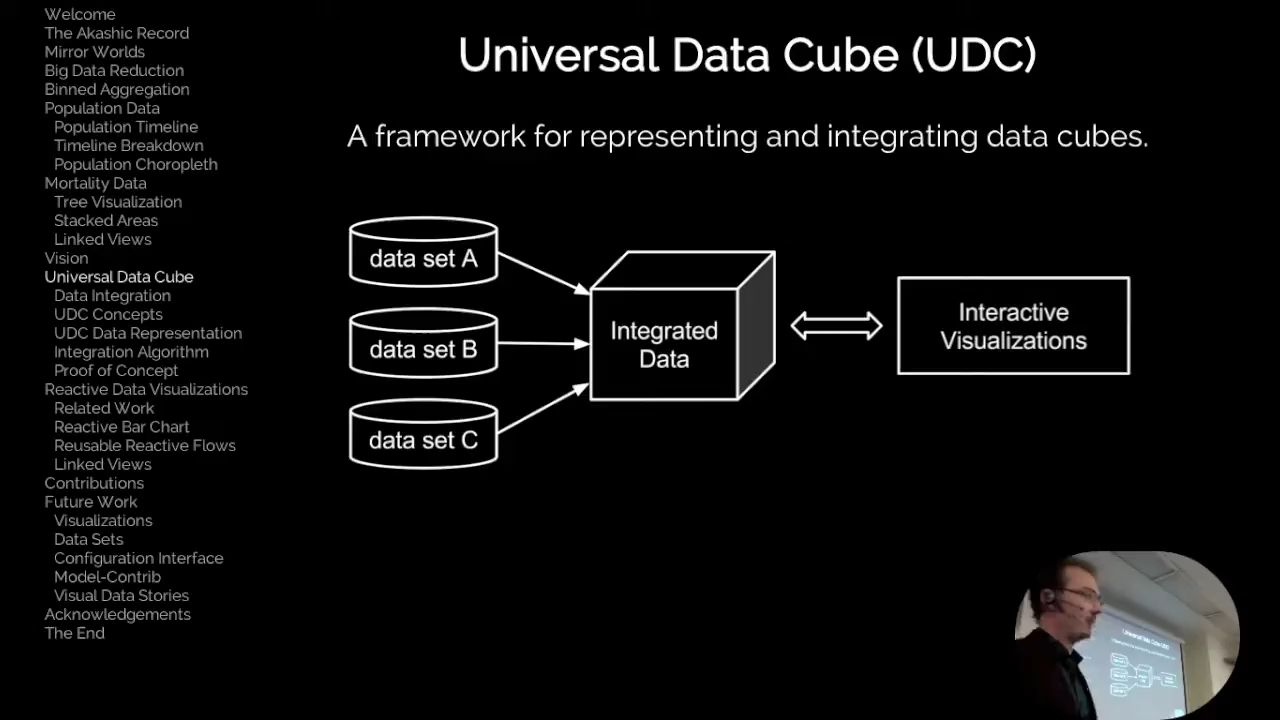 Welcome
The Akashic Record
Mirror Worlds
Big Data Reduction
Binned Aggregation
Population Data
Population Timeline
Timeline Breakdown
Population Choropleth
Mortality Data
Tree Visualization
Stacked Areas
Linked Views
Vision
Universal Data Cube
Data Integration
UDC Concepts
UDC Data Representation
Integration Algorithm
Proof of Concept
Reactive Data Visualizations
Related Work
Reactive Bar Chart
Reusable Reactive Flows
Linked Views
Contributions
Future Work
Visualizations
Data Sets
Configuration Interface
Model-Contrib
Visual Data Stories
Acknowledgements
The End
Universal Data Cube (UDC)
A framework for representing and integrating data cubes.
data set A
data set B
data set C
Integrated
Data
Interactive
Visualizations
Universal Data Cube (UDC)